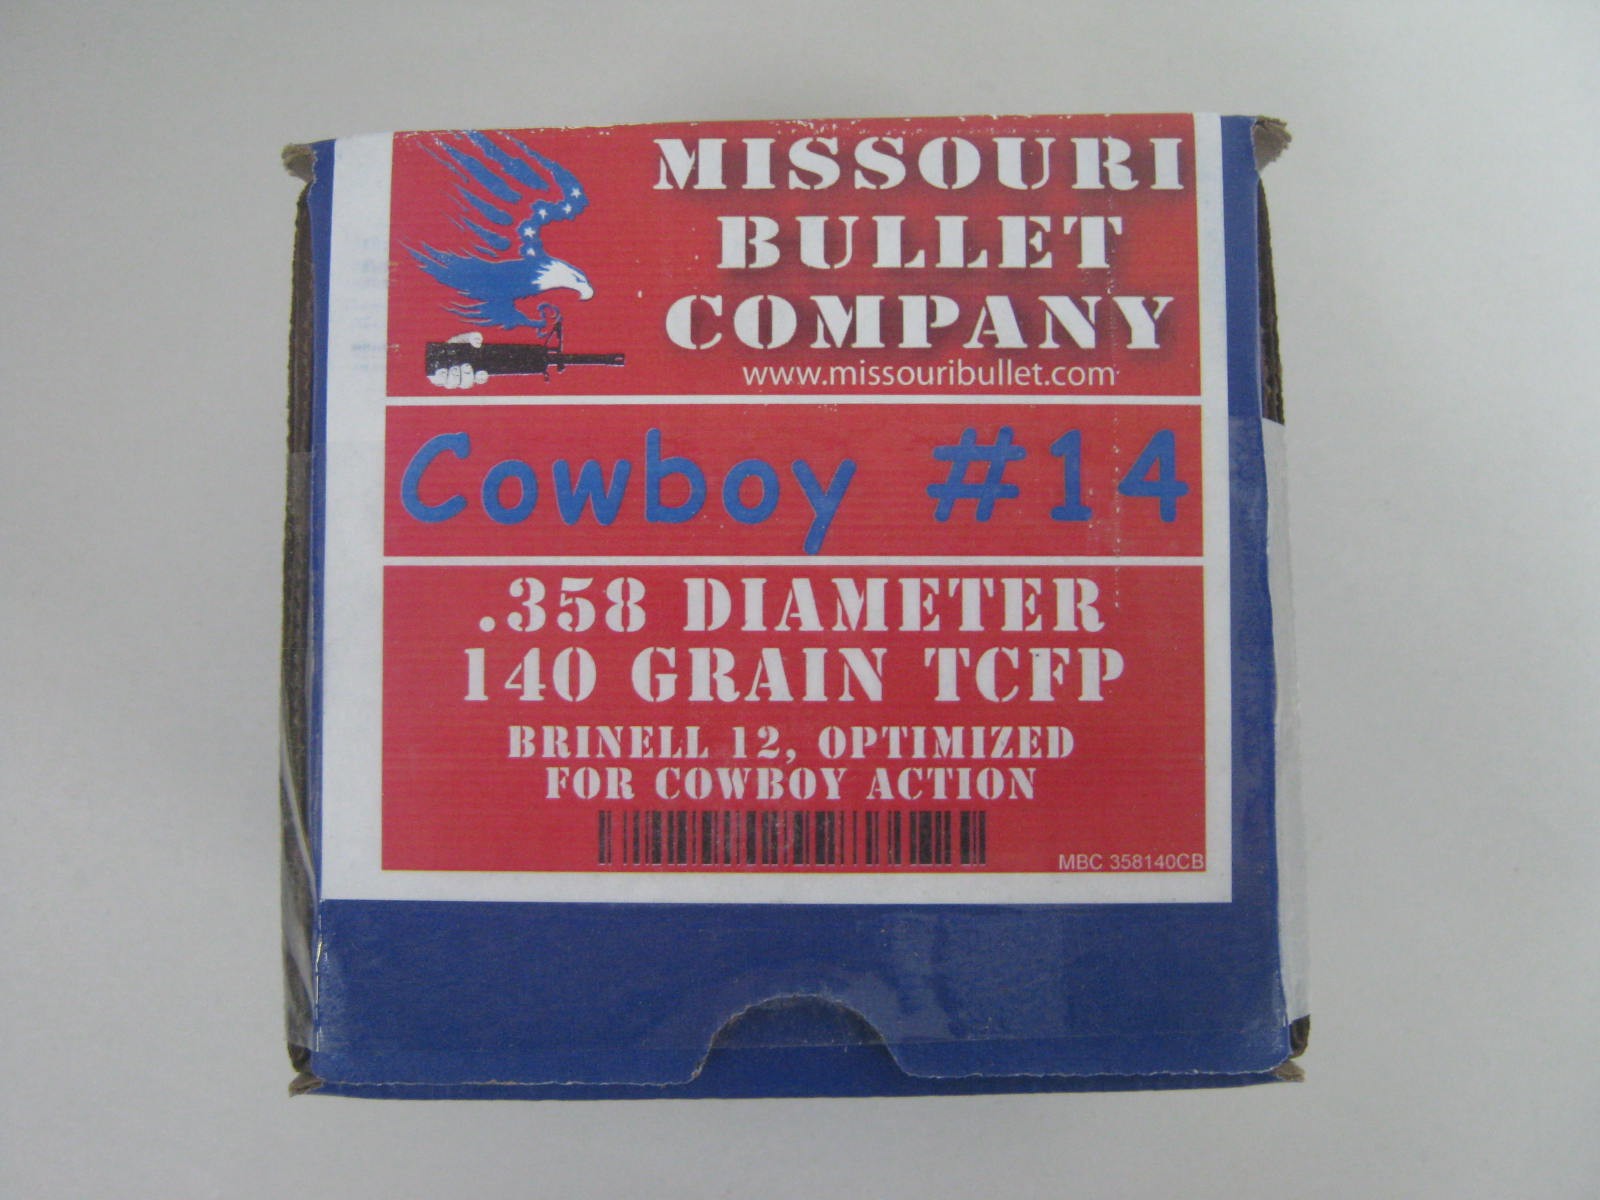 MISSOURI
BULLET
COMPANY
www.missouribullet.com
Cowboy #14
.358 DIAMETER
140 GRAIN TCFP
BRINELL 12, OPTIMIZED
FOR COWBOY ACTION
MBC 358140CB